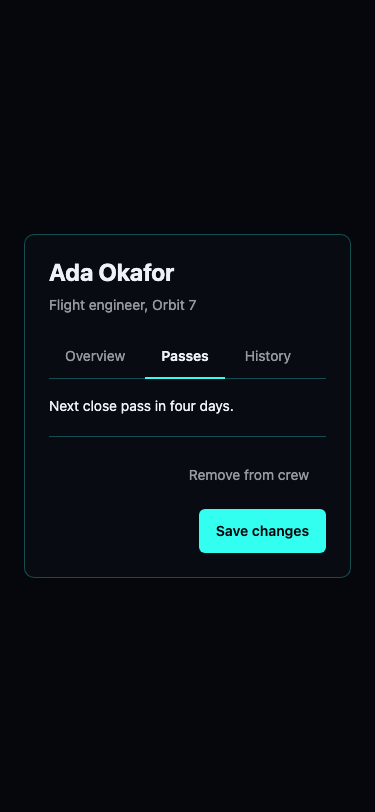 Ada Okafor
Flight engineer, Orbit 7
Overview Passes History
Next close pass in four days.
Remove from crew
Save changes